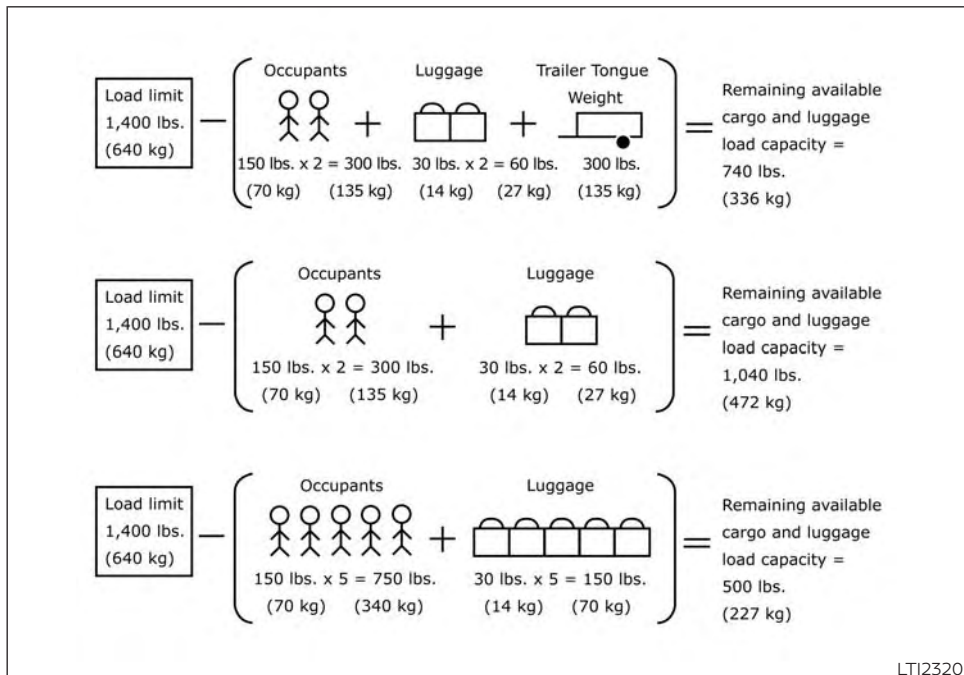 Occupants Luggage Trailer Tongue
Weight
Load limit
1,400 lbs.
(640 kg)
150 lbs. x 2 = 300 lbs. 30 lbs. x 2 = 60 lbs. 300 lbs.
(70 kg) (135 kg) (14 kg) (27 kg) (135 kg)
Remaining available
cargo and luggage
load capacity =
740 lbs.
(336 kg)
Occupants Luggage
Load limit
1,400 lbs.
(640 kg)
150 lbs. x 2 = 300 lbs. 30 lbs. x 2 = 60 lbs.
(70 kg) (135 kg) (14 kg) (27 kg)
Remaining available
cargo and luggage
load capacity =
1,040 lbs.
(472 kg)
Occupants Luggage
Load limit
1,400 lbs.
(640 kg)
150 lbs. x 5 = 750 lbs. 30 lbs. x 5 = 150 lbs.
(70 kg) (340 kg) (14 kg) (70 kg)
Remaining available
cargo and luggage
load capacity =
500 lbs.
(227 kg)
LTI2320